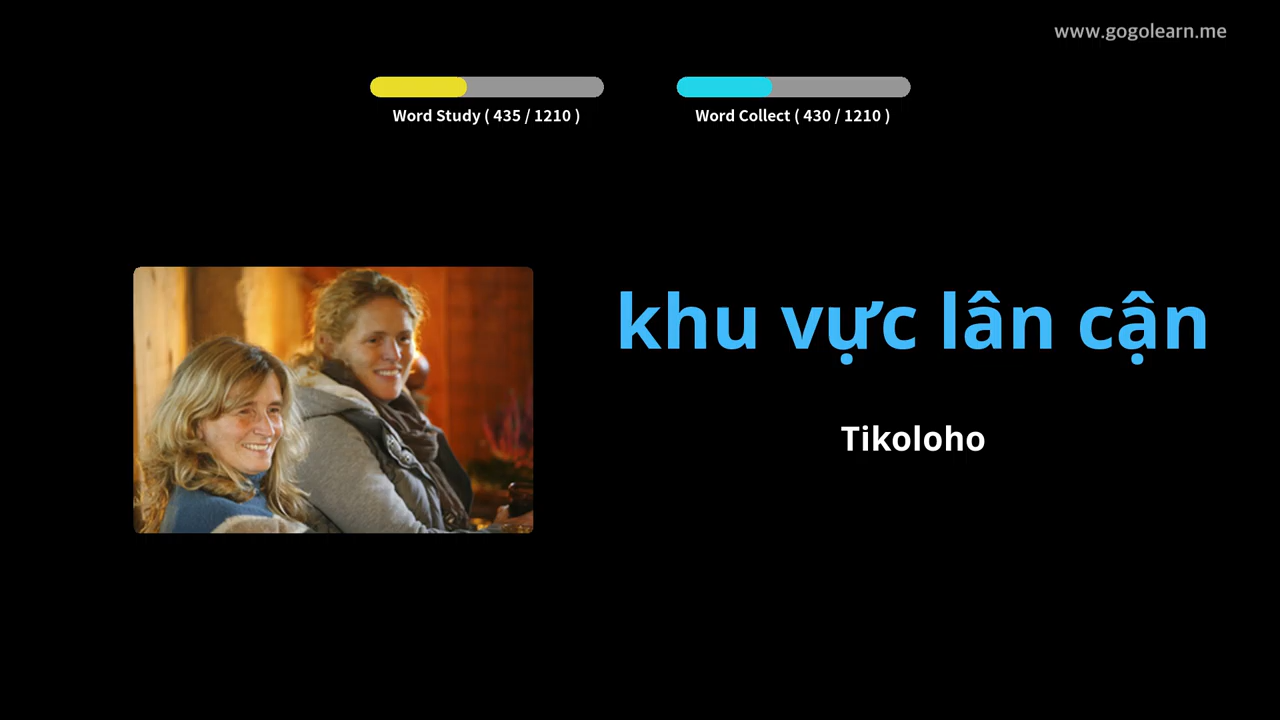 www.gogolearn.me
Word Study ( 435 / 1210 )
Word Collect ( 430 / 1210 )
khu vực lân cận
Tikoloho